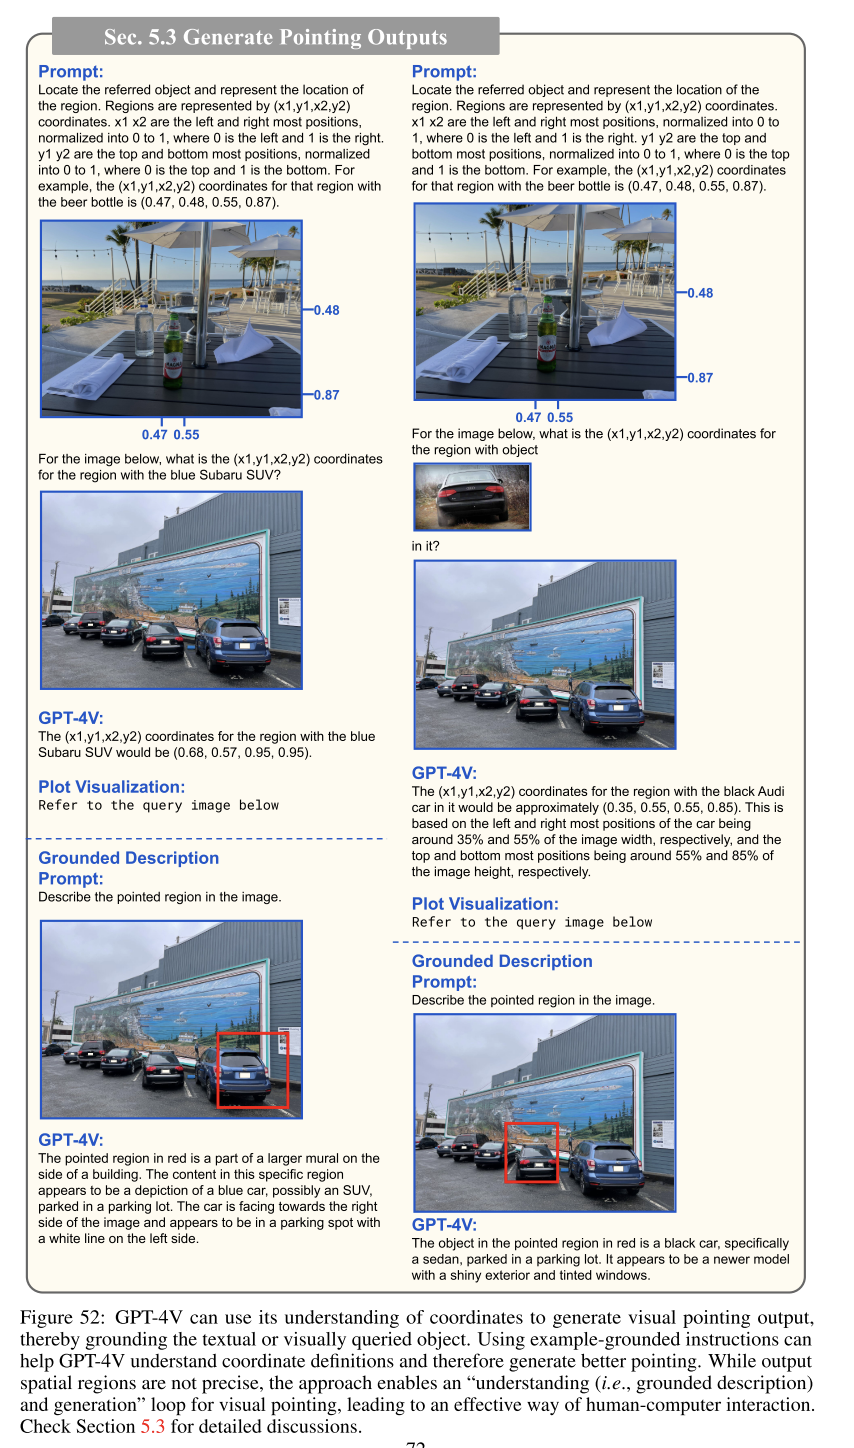 Sec. 5.3 Generate Pointing Outputs
Prompt:
Locate the referred object and represent the location of
the region. Regions are represented by (x1,y1,x2,y2)
coordinates. x1 x2 are the left and right most positions,
normalized into 0 to 1, where 0 is the left and 1 is the right.
y1 y2 are the top and bottom most positions, normalized
into 0 to 1, where 0 is the top and 1 is the bottom. For
example, the (x1,y1,x2,y2) coordinates for that region with
the beer bottle is (0.47, 0.48, 0.55, 0.87).
0.48
0.87
0.47 0.55
For the image below, what is the (x1,y1,x2,y2) coordinates
for the region with the blue Subaru SUV?
GPT-4V:
The (x1,y1,x2,y2) coordinates for the region with the blue
Subaru SUV would be (0.68, 0.57, 0.95, 0.95).
Plot Visualization:
Refer to the query image below
Grounded Description
Prompt:
Describe the pointed region in the image.
GPT-4V:
The pointed region in red is a part of a larger mural on the
side of a building. The content in this specific region
appears to be a depiction of a blue car, possibly an SUV,
parked in a parking lot. The car is facing towards the right
side of the image and appears to be in a parking spot with
a white line on the left side.
Prompt:
Locate the referred object and represent the location of the
region. Regions are represented by (x1,y1,x2,y2) coordinates.
x1 x2 are the left and right most positions, normalized into 0 to
1, where 0 is the left and 1 is the right. y1 y2 are the top and
bottom most positions, normalized into 0 to 1, where 0 is the top
and 1 is the bottom. For example, the (x1,y1,x2,y2) coordinates
for that region with the beer bottle is (0.47, 0.48, 0.55, 0.87).
0.48
0.87
0.47 0.55
For the image below, what is the (x1,y1,x2,y2) coordinates for
the region with object
in it?
GPT-4V:
The (x1,y1,x2,y2) coordinates for the region with the black Audi
car in it would be approximately (0.35, 0.55, 0.55, 0.85). This is
based on the left and right most positions of the car being
around 35% and 55% of the image width, respectively, and the
top and bottom most positions being around 55% and 85% of
the image height, respectively.
Plot Visualization:
Refer to the query image below
Grounded Description
Prompt:
Describe the pointed region in the image.
GPT-4V:
The object in the pointed region in red is a black car, specifically
a sedan, parked in a parking lot. It appears to be a newer model
with a shiny exterior and tinted windows.
Figure 52: GPT-4V can use its understanding of coordinates to generate visual pointing output,
thereby grounding the textual or visually queried object. Using example-grounded instructions can
help GPT-4V understand coordinate definitions and therefore generate better pointing. While output
spatial regions are not precise, the approach enables an “understanding (i.e., grounded description)
and generation” loop for visual pointing, leading to an effective way of human-computer interaction.
Check Section 5.3 for detailed discussions.